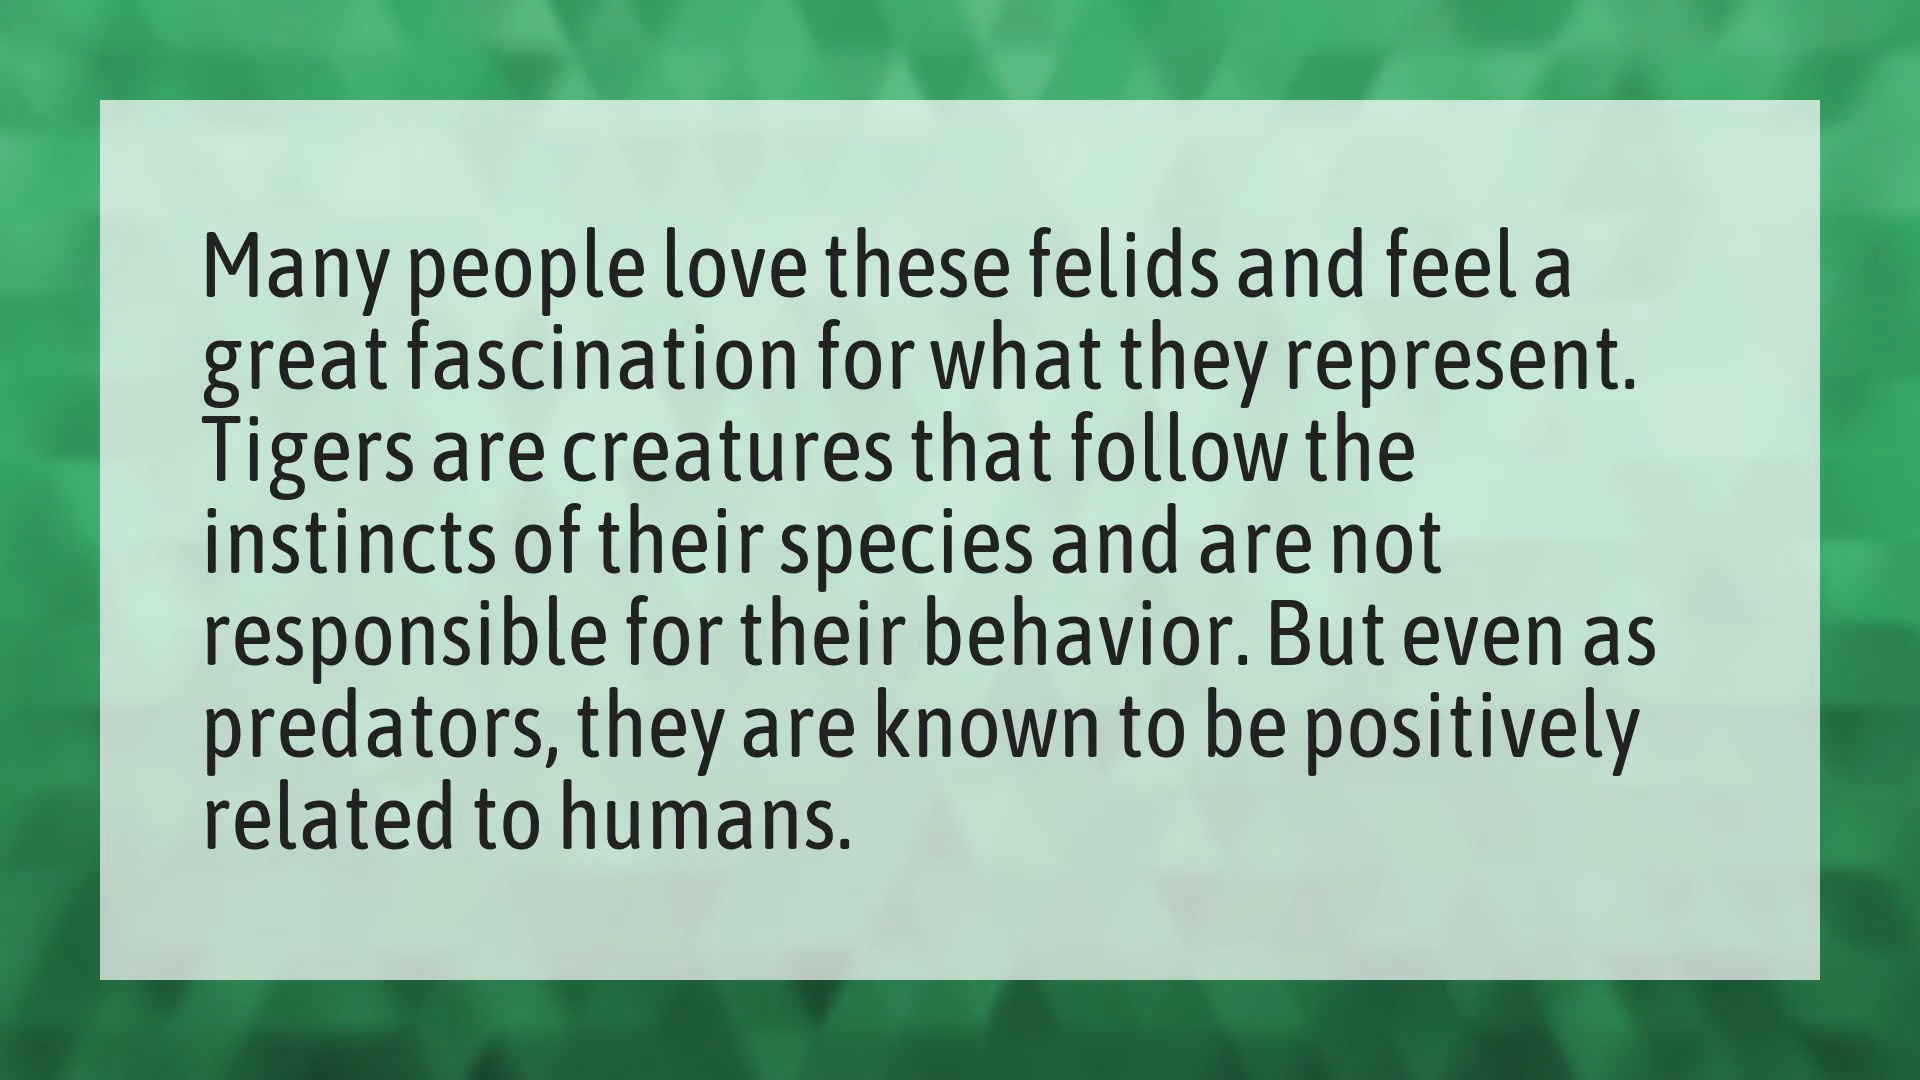 Many people love these felids and feel a
great fascination for what they represent.
Tigers are creatures that follow the
instincts of their species and are not
responsible for their behavior. But even as
predators, they are known to be positively
related to humans.